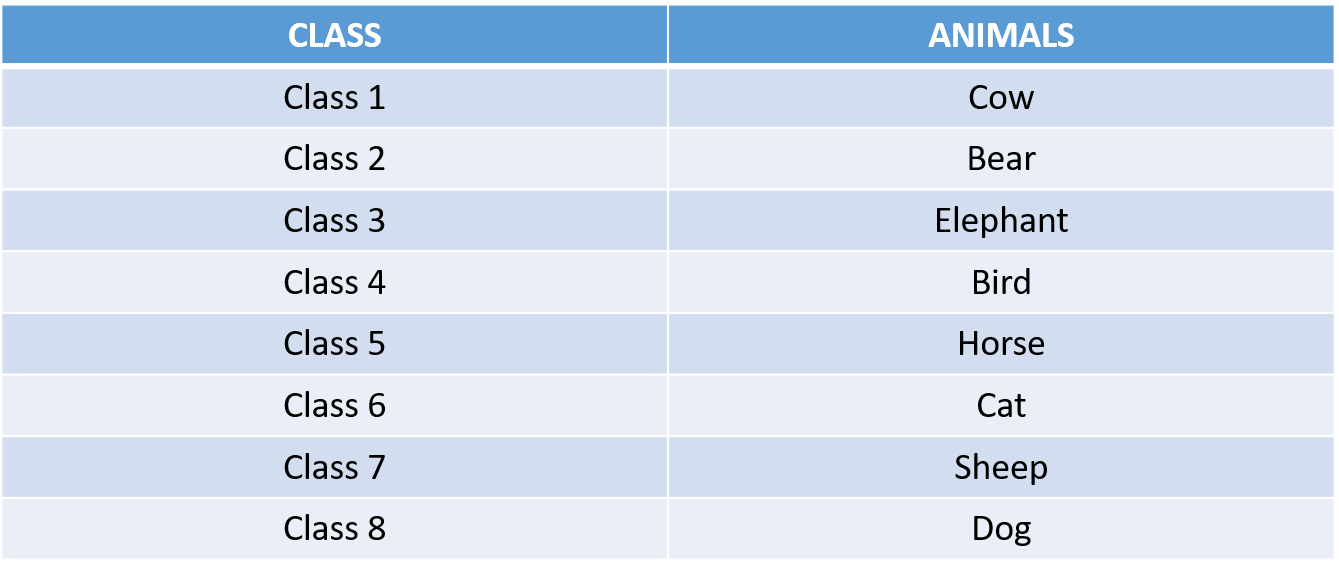 CLASS ANIMALS
Class 1 Cow
Class 2 Bear
Class 3 Elephant
Class 4 Bird
Class 5 Horse
Class 6 Cat
Class 7 Sheep
Class 8 Dog